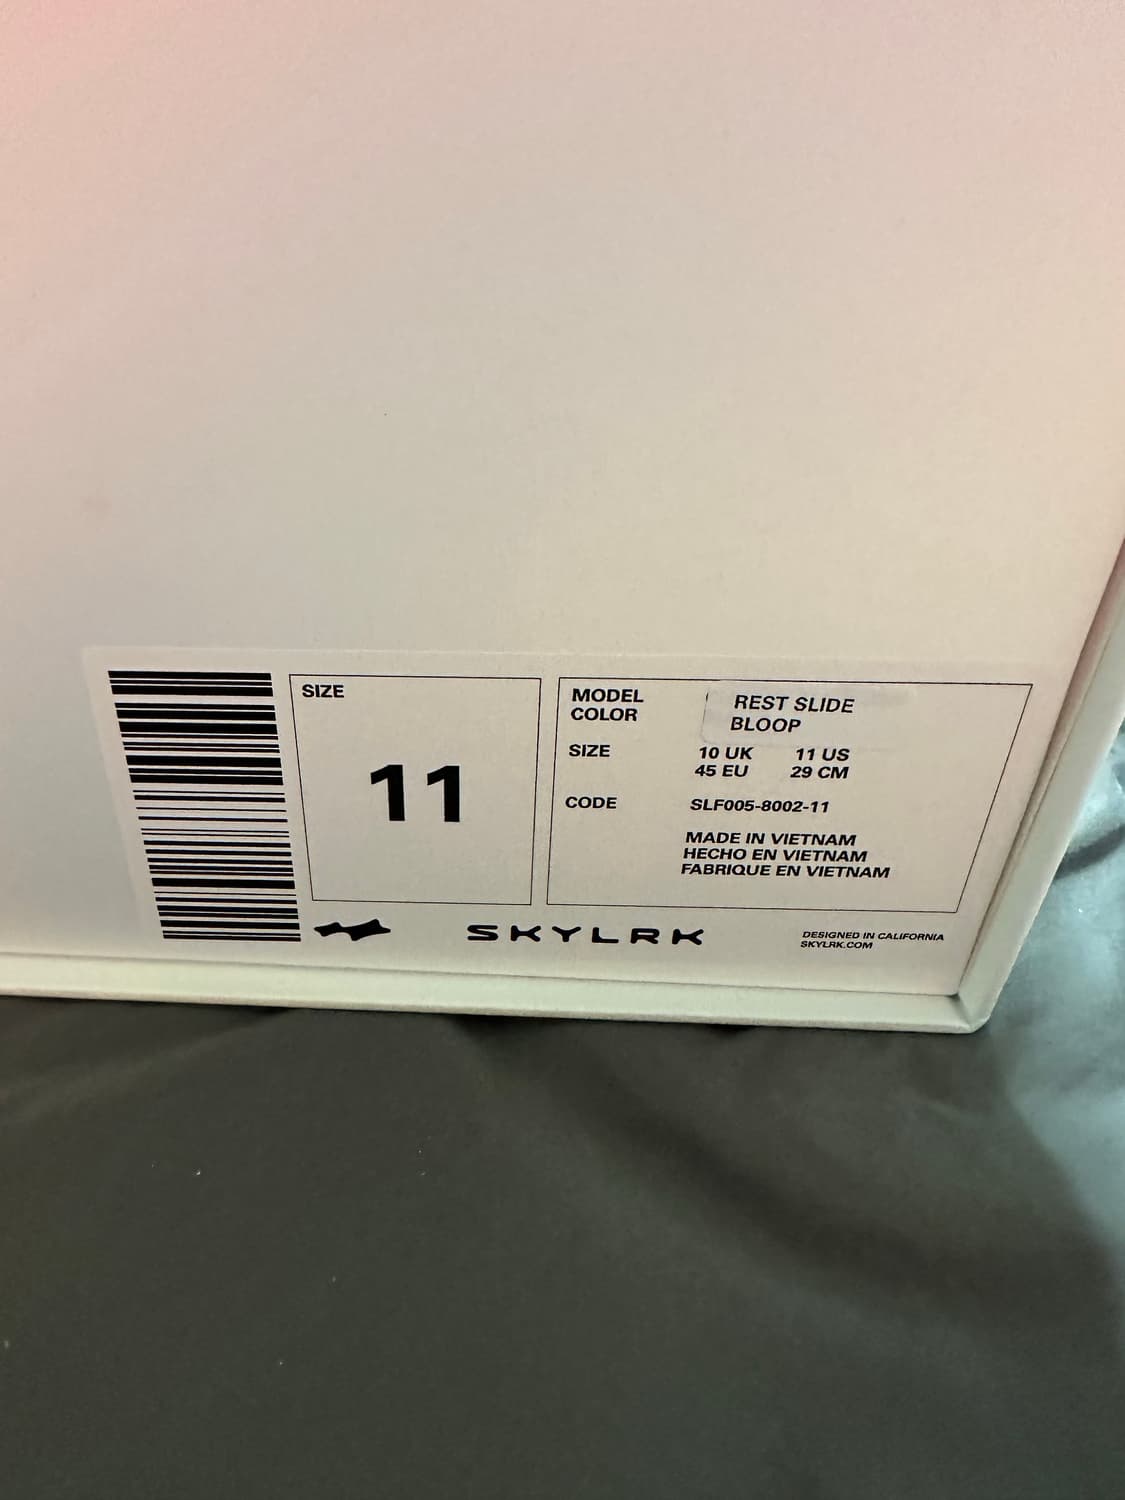 SIZE
11
MODEL REST SLIDE
COLOR BLOOP
SIZE 10 UK 11 US
45 EU 29 CM
CODE SLF005-8002-11
MADE IN VIETNAM
HECHO EN VIETNAM
FABRIQUE EN VIETNAM
SKYLRK
DESIGNED IN CALIFORNIA
SKYLRK.COM